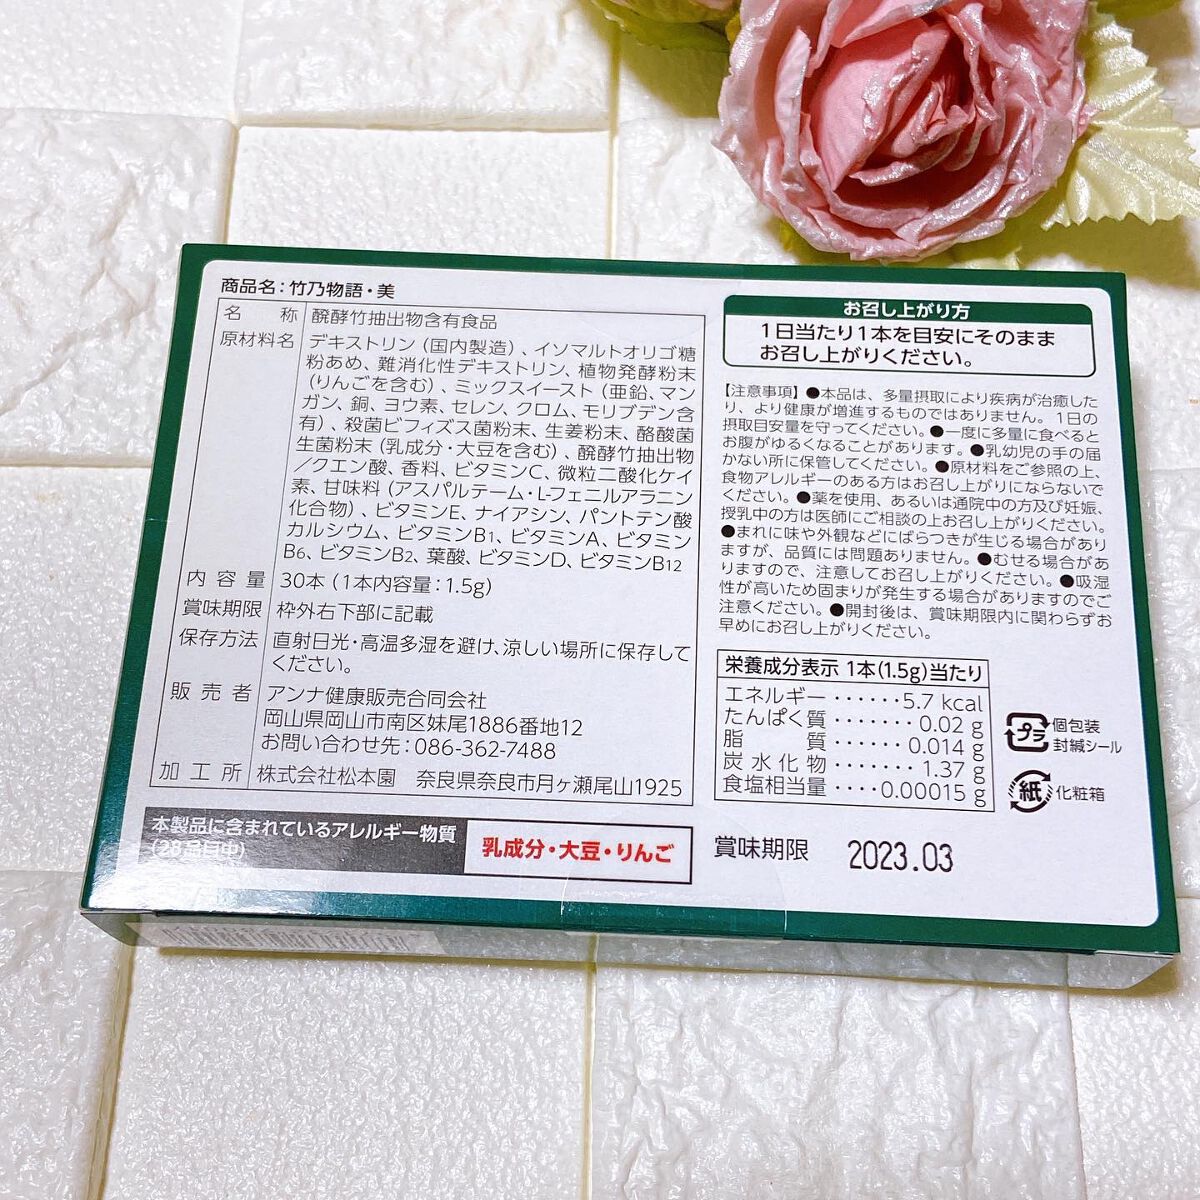 商品名：竹乃物語・美
名称 醗酵竹抽出物含有食品
原材料名 デキストリン（国内製造）、イソマルトオリゴ糖
粉あめ、難消化性デキストリン、植物発酵粉末
（りんごを含む）、ミックスイースト（亜鉛、マン
ガン、銅、ヨウ素、セレン、クロム、モリブデン含
有）、殺菌ビフィズス菌粉末、生姜粉末、酪酸菌
生菌粉末（乳成分・大豆を含む）、醗酵竹抽出物
／クエン酸、香料、ビタミンC、微粒二酸化ケイ
素、甘味料（アスパルテーム・L-フェニルアラニン
化合物）、ビタミンE、ナイアシン、パントテン酸
カルシウム、ビタミンB1、ビタミンA、ビタミン
B6、ビタミンB2、葉酸、ビタミンD、ビタミンB12
内容量 30本（1本内容量：1.5g）
賞味期限 枠外右下部に記載
保存方法 直射日光・高温多湿を避け、涼しい場所に保存して
ください。
販売者 アンナ健康販売合同会社
岡山県岡山市南区妹尾1886番地12
お問い合わせ先：086-362-7488
加工所 株式会社松本園 奈良県奈良市月ヶ瀬尾山1925
本製品に含まれているアレルギー物質
(28品目中)
乳成分・大豆・りんご
お召し上がり方
1日当たり1本を目安にそのまま
お召し上がりください。
【注意事項】●本品は、多量摂取により疾病が治癒した
り、より健康が増進するものではありません。1日の
摂取目安量を守ってください。●一度に多量に食べると
お腹がゆるくなることがあります。●乳幼児の手の届
かない所に保管してください。●原材料をご参照の上、
食物アレルギーのある方はお召し上がりにならないで
ください。●薬を使用、あるいは通院中の方及び妊娠、
授乳中の方は医師にご相談の上お召し上がりください。
●まれに味や外観などにばらつきが生じる場合があり
ますが、品質には問題ありません。●むせる場合があ
りますので、注意してお召し上がりください。●吸湿
性が高いため固まりが発生する場合がありますのでご
注意ください。●開封後は、賞味期限内に関わらずお
早めにお召し上がりください。
栄養成分表示 1本(1.5g)当たり
エネルギー······5.7 kcal
たんぱく質······0.02 g
脂質······0.014 g
炭水化物······1.37 g
食塩相当量····0.00015 g
プラ 個包装
封緘シール
紙 化粧箱
賞味期限 2023.03